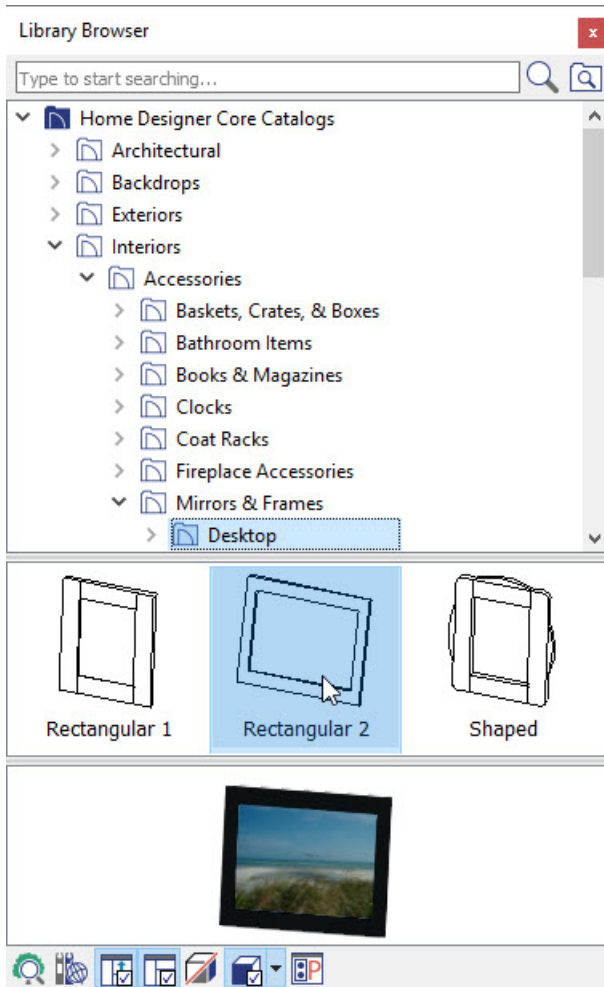 Library Browser
x
Type to start searching...
Home Designer Core Catalogs
Architectural
Backdrops
Exteriors
Interiors
Accessories
Baskets, Crates, & Boxes
Bathroom Items
Books & Magazines
Clocks
Coat Racks
Fireplace Accessories
Mirrors & Frames
Desktop
Rectangular 1
Rectangular 2
Shaped
P